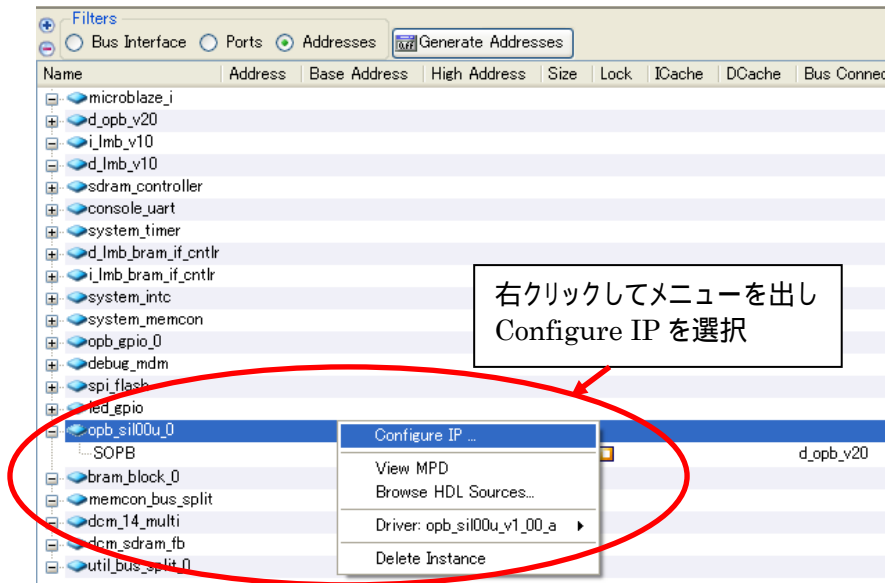 Filters
Bus Interface Ports Addresses Generate Addresses
Name Address Base Address High Address Size Lock ICache DCache Bus Connec
microblaze_i
d_opb_v20
i_lmb_v10
d_lmb_v10
sdram_controller
console_uart
system_timer
d_lmb_bram_if_cntlr
i_lmb_bram_if_cntlr
system_intc
system_memcon
opb_gpio_0
debug_mdm
spi_flash
led_gpio
opb_sil00u_0
SOPB d_opb_v20
bram_block_0
memcon_bus_split
dcm_14_multi
dcm_sdram_fb
util_bus_split_0
右クリックしてメニューを出し
Configure IP を選択
Configure IP ...
View MPD
Browse HDL Sources...
Driver: opb_sil00u_v1_00_a
Delete Instance